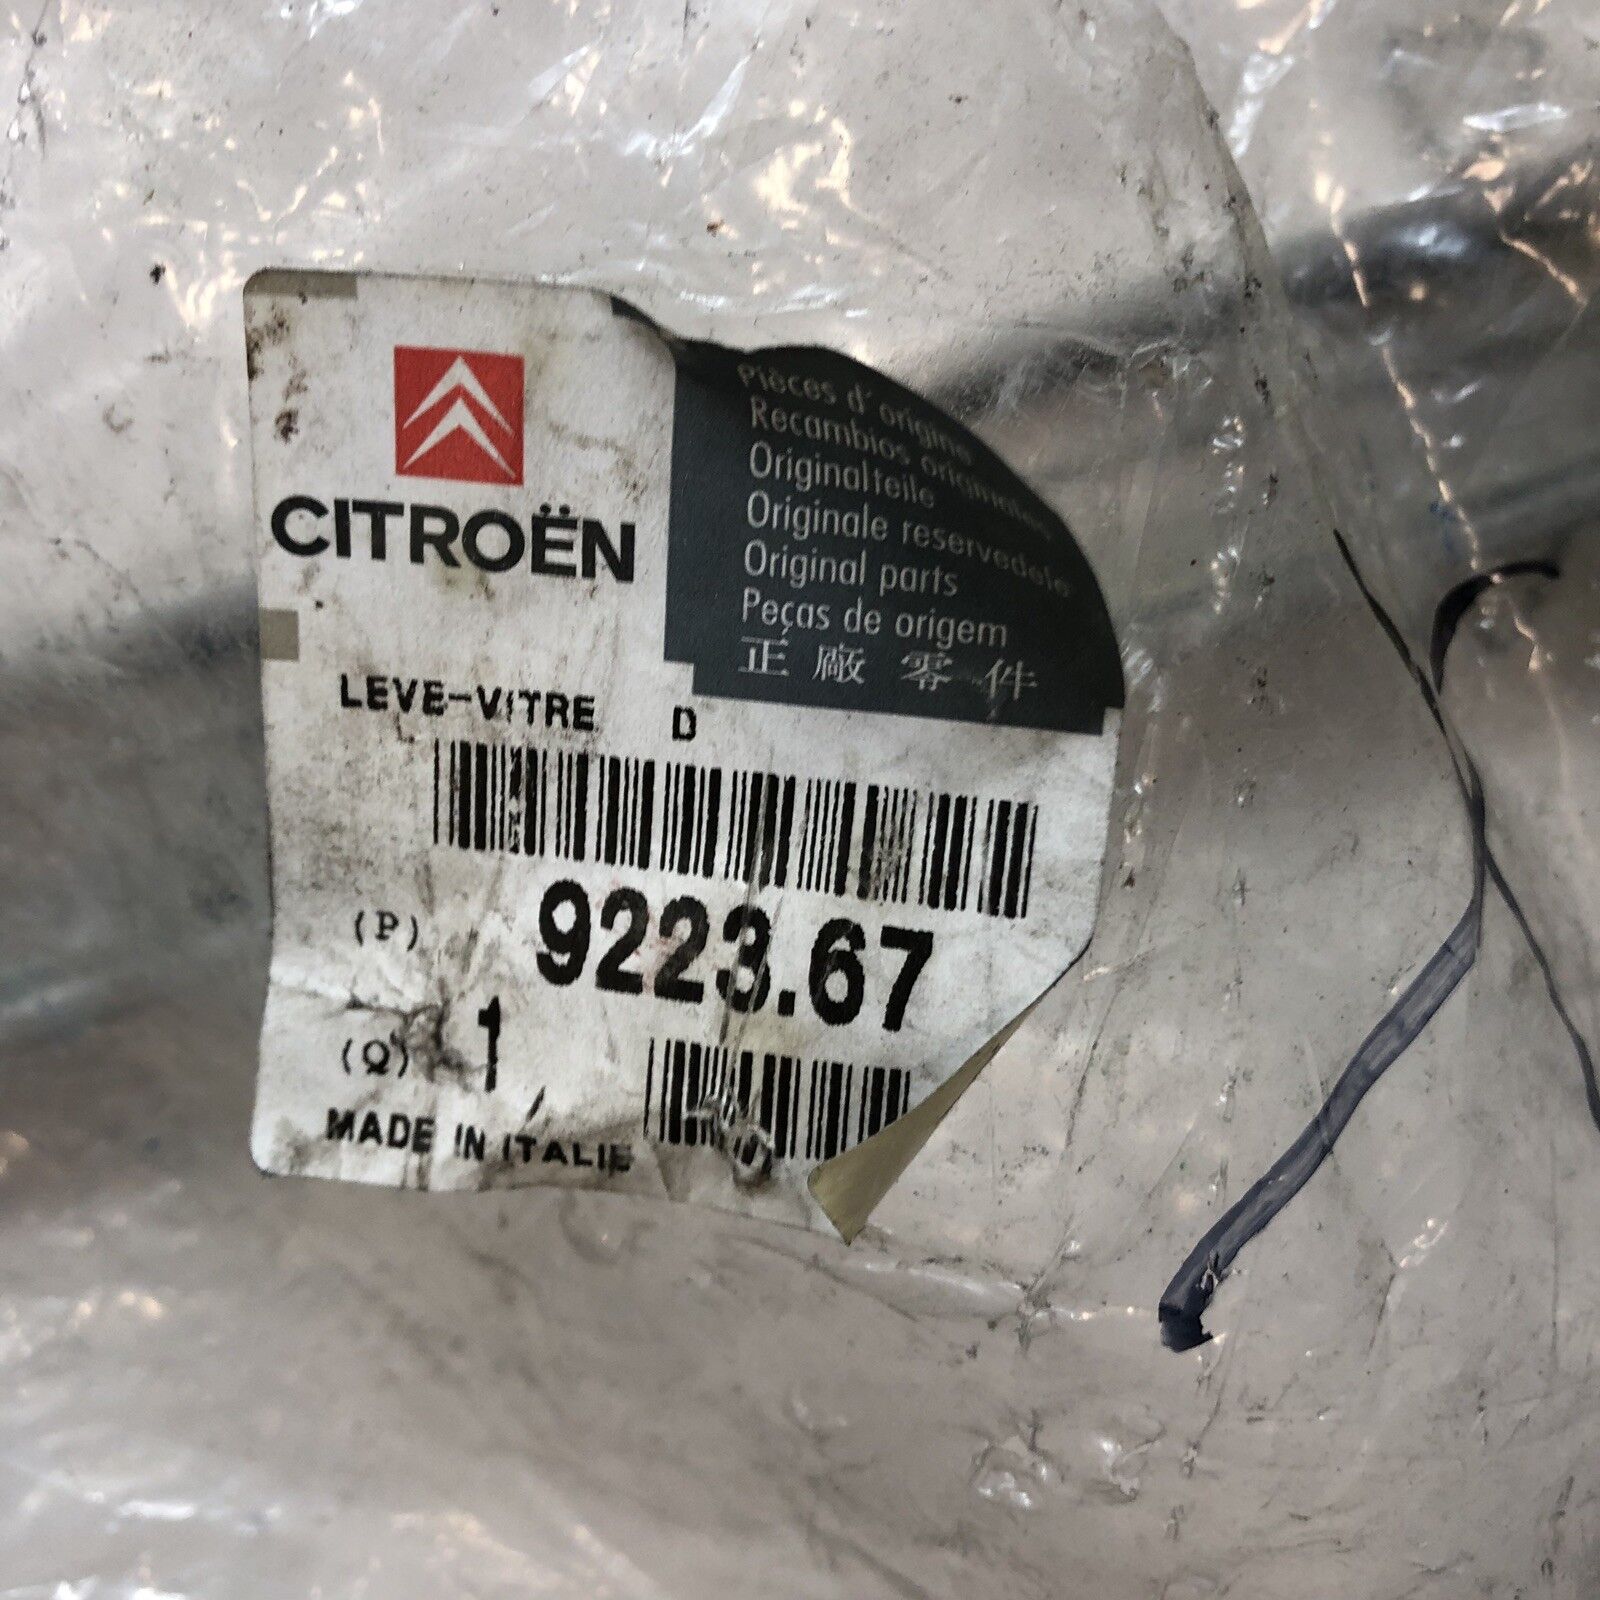 CITROËN
Pièces d'origine
Recambios originales
Originalteile
Originale reservedele
Original parts
Peças de origem
正廠零件
LEVE-VITRE D
(P) 9223.67
(Q) 1
MADE IN ITALIE